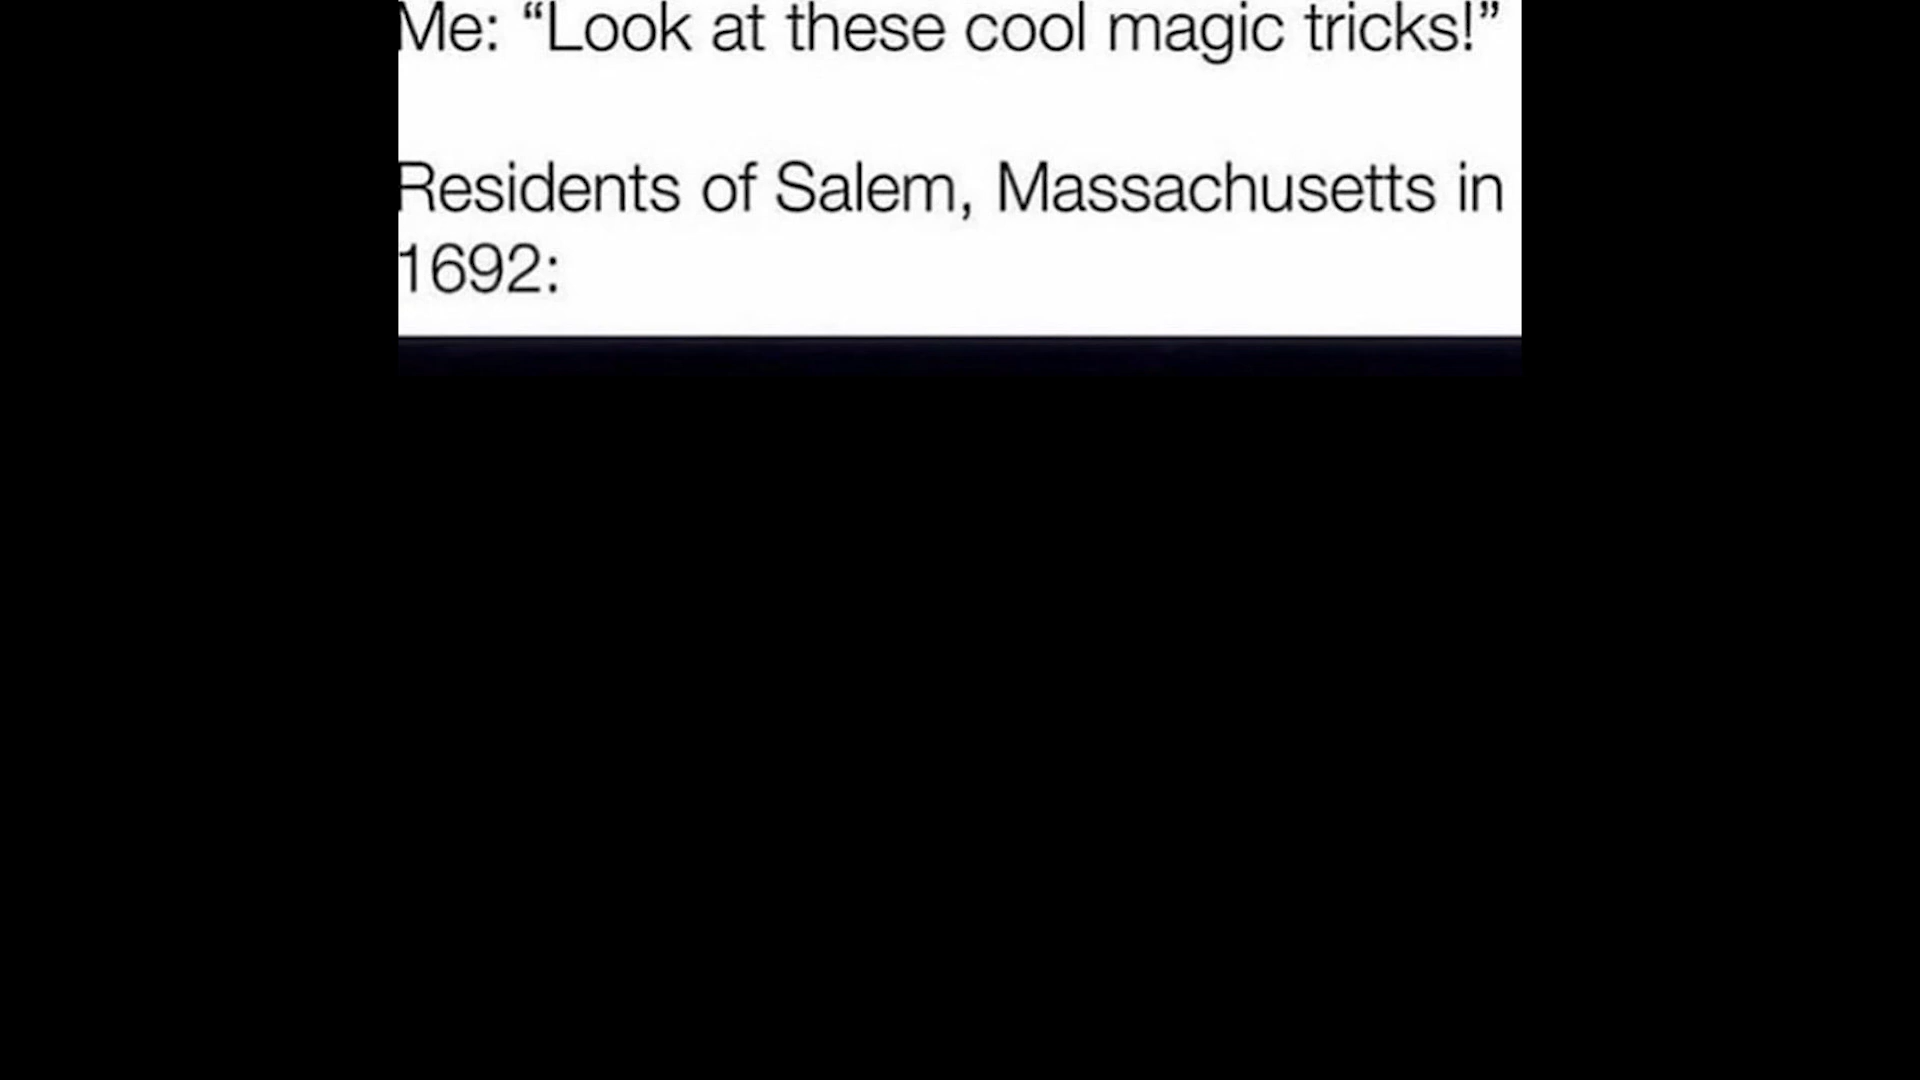 Me: “Look at these cool magic tricks!”
Residents of Salem, Massachusetts in
1692: